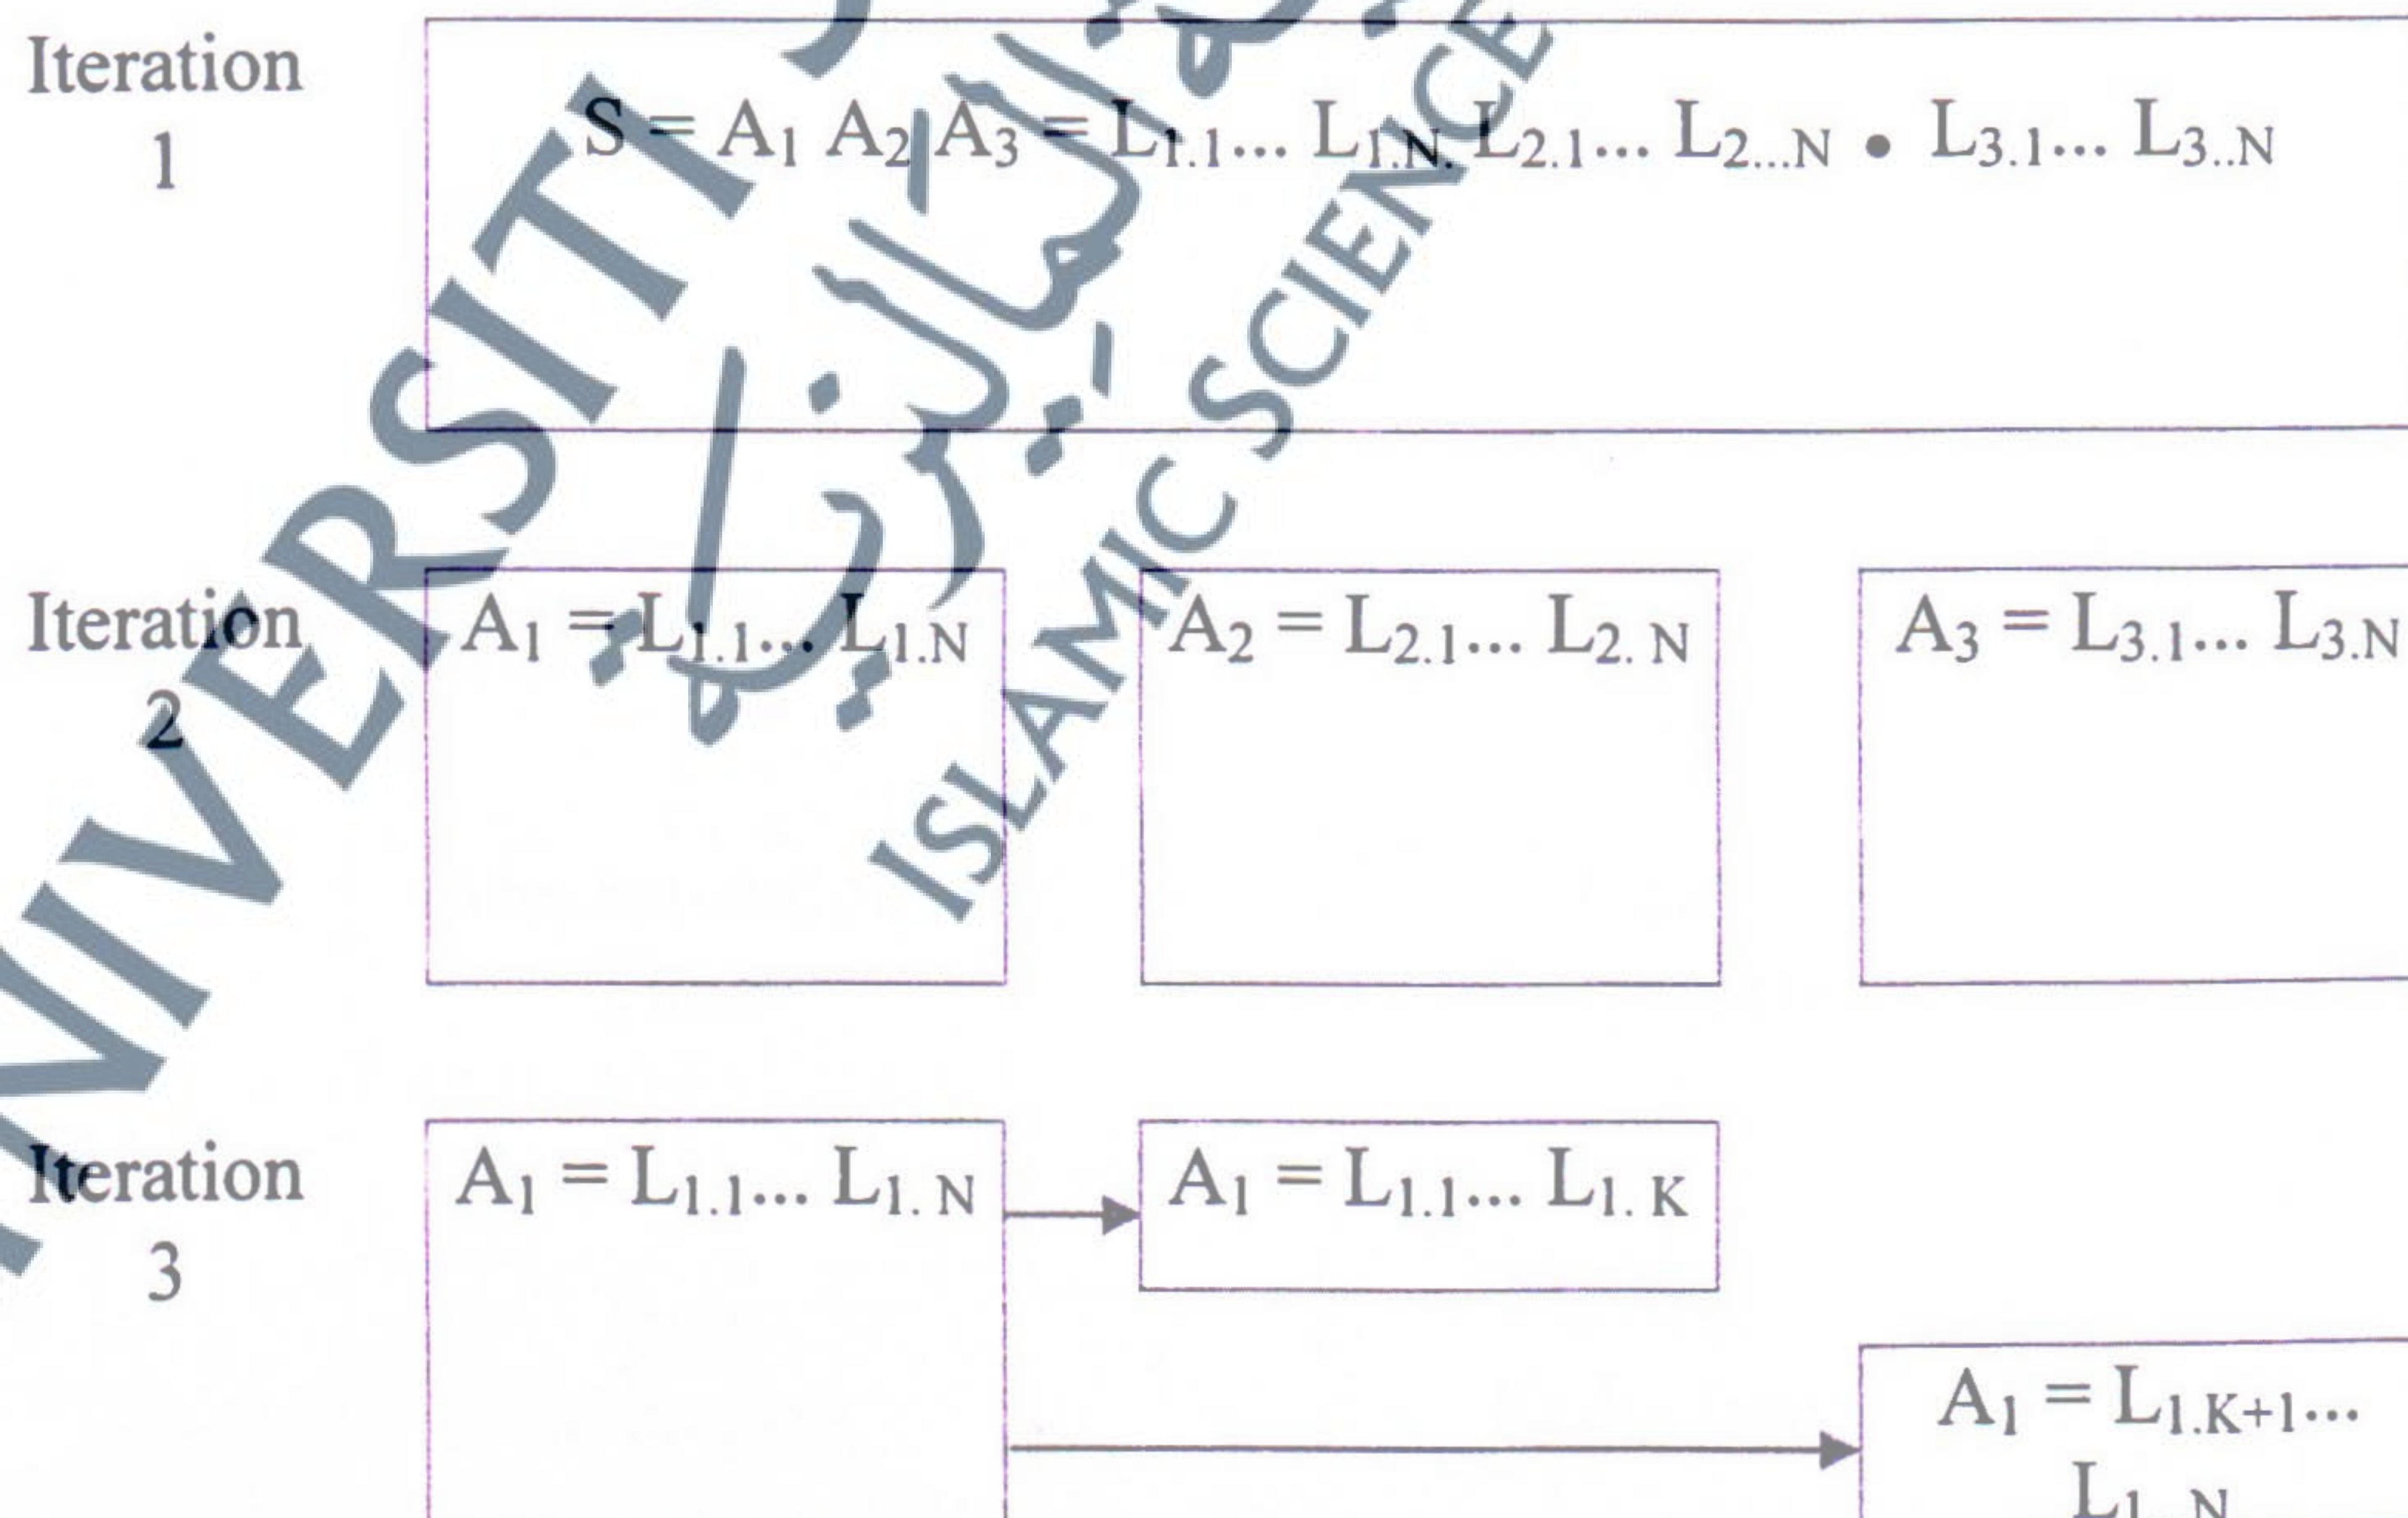 Iteration
1
S = A₁ A₂ A₃ = L₁.₁... L₁.N. L₂.₁... L₂...N • L₃.₁... L₃..N
Iteration
2
A₁ = L₁.₁... L₁.N
A₂ = L₂.₁... L₂. N
A₃ = L₃.₁... L₃.N
Iteration
3
A₁ = L₁.₁... L₁. N
A₁ = L₁.₁... L₁. K
A₁ = L₁.K+1...
L₁...N
UNIVERSITI S
ISLAMIC SCIENCE